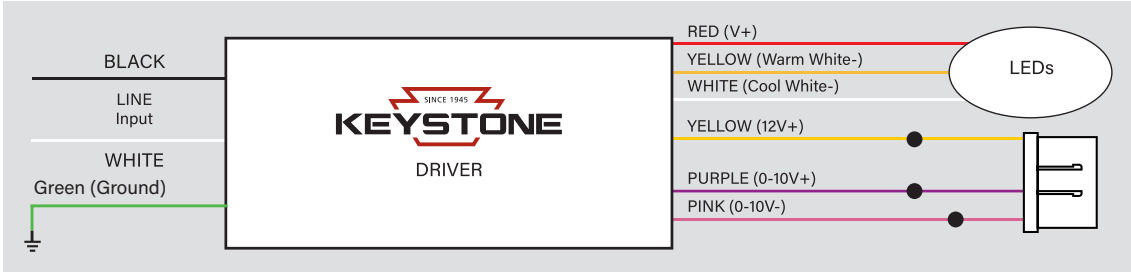 BLACK
LINE
Input
WHITE
Green (Ground)
SINCE 1945
KEYSTONE
DRIVER
RED (V+)
YELLOW (Warm White-)
WHITE (Cool White-)
YELLOW (12V+)
PURPLE (0-10V+)
PINK (0-10V-)
LEDs